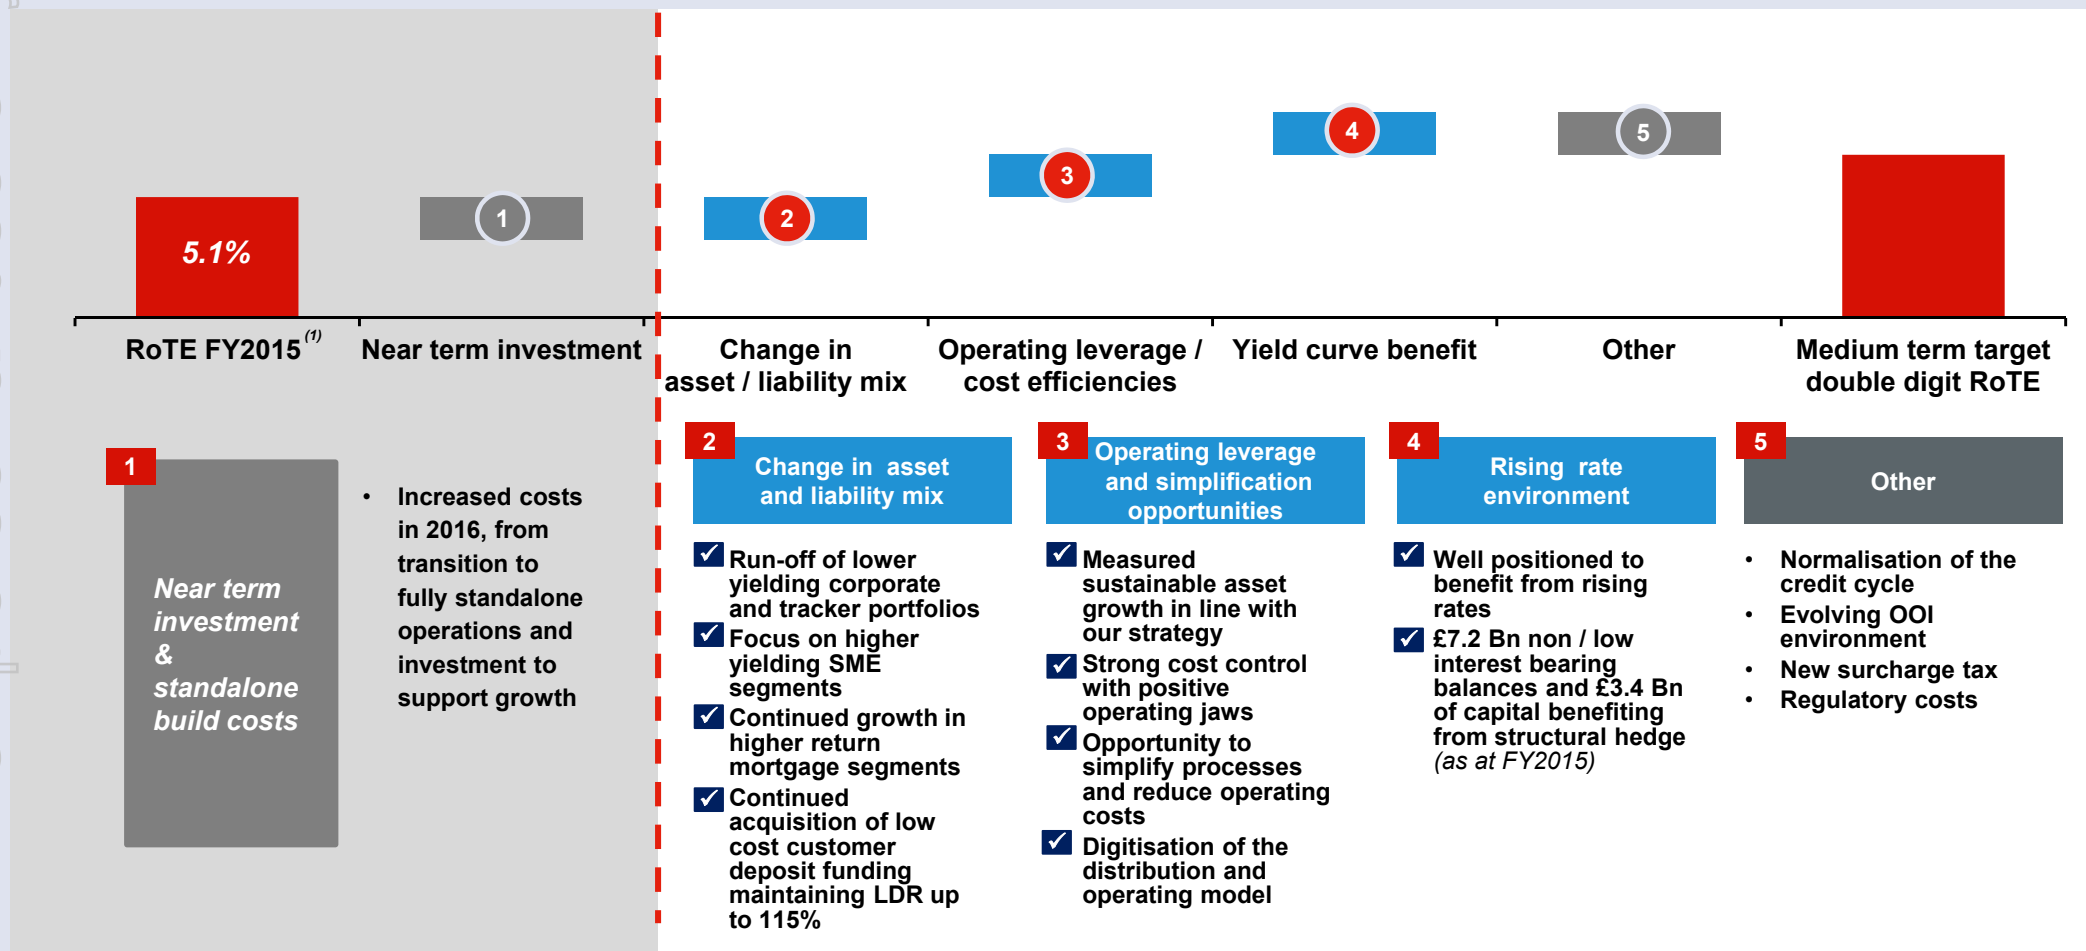 5.1%
1
2
3
4
5
RoTE FY2015 (1)
Near term investment
Change in
asset / liability mix
Operating leverage /
cost efficiencies
Yield curve benefit
Other
Medium term target
double digit RoTE
1
Near term
investment
&
standalone
build costs
• Increased costs
in 2016, from
transition to
fully standalone
operations and
investment to
support growth
2
Change in asset
and liability mix
Run-off of lower
yielding corporate
and tracker portfolios
Focus on higher
yielding SME
segments
Continued growth in
higher return
mortgage segments
Continued
acquisition of low
cost customer
deposit funding
maintaining LDR up
to 115%
3
Operating leverage
and simplification
opportunities
Measured
sustainable asset
growth in line with
our strategy
Strong cost control
with positive
operating jaws
Opportunity to
simplify processes
and reduce operating
costs
Digitisation of the
distribution and
operating model
4
Rising rate
environment
Well positioned to
benefit from rising
rates
£7.2 Bn non / low
interest bearing
balances and £3.4 Bn
of capital benefiting
from structural hedge
(as at FY2015)
5
Other
• Normalisation of the
credit cycle
• Evolving OOI
environment
• New surcharge tax
• Regulatory costs